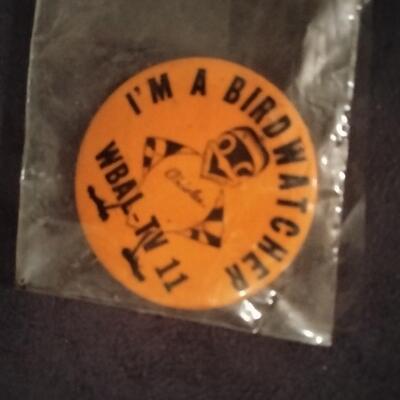 I'M A BIRDWATCHER
Orioles
WBAL-TV 11